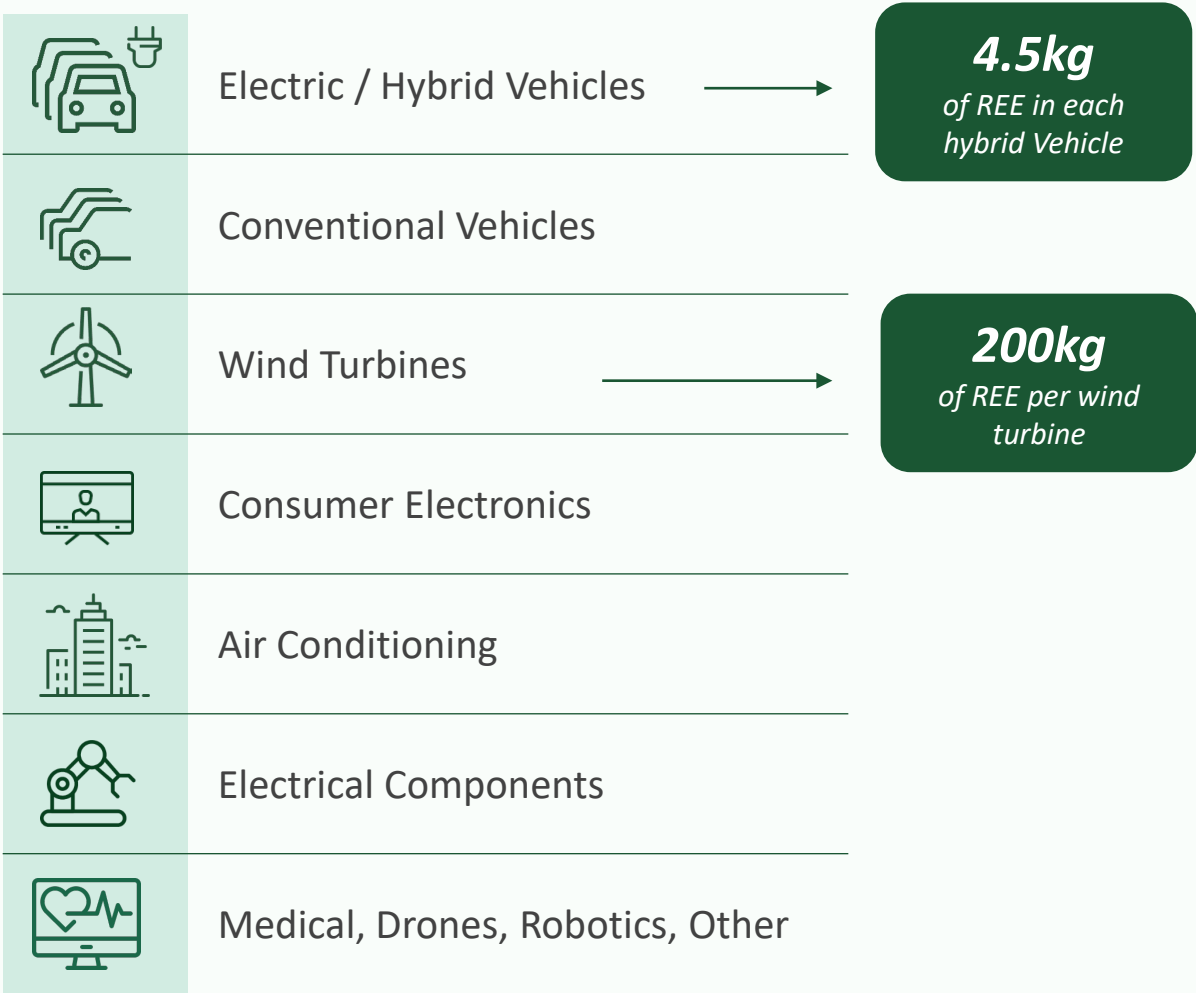 Electric / Hybrid Vehicles
4.5kg
of REE in each
hybrid Vehicle
Conventional Vehicles
Wind Turbines
200kg
of REE per wind
turbine
Consumer Electronics
Air Conditioning
Electrical Components
Medical, Drones, Robotics, Other